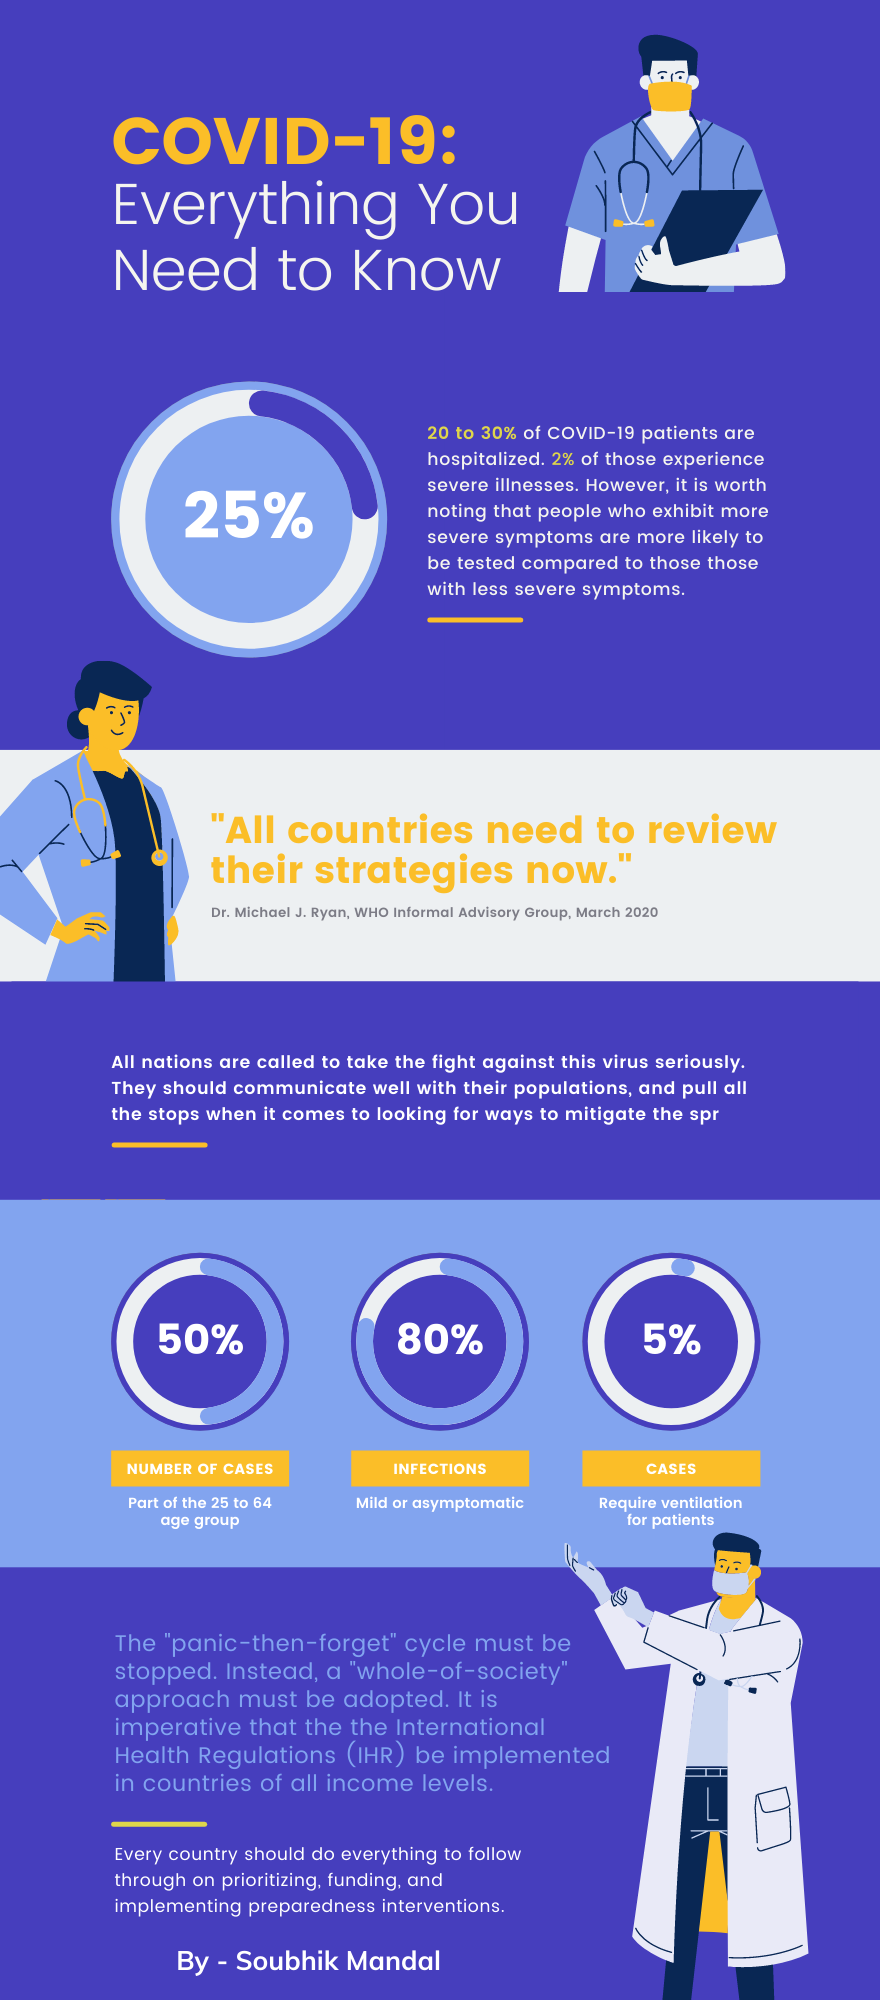 COVID-19:
Everything You
Need to Know
25%
20 to 30% of COVID-19 patients are
hospitalized. 2% of those experience
severe illnesses. However, it is worth
noting that people who exhibit more
severe symptoms are more likely to
be tested compared to those those
with less severe symptoms.
"All countries need to review
their strategies now."
Dr. Michael J. Ryan, WHO Informal Advisory Group, March 2020
All nations are called to take the fight against this virus seriously.
They should communicate well with their populations, and pull all
the stops when it comes to looking for ways to mitigate the spr
50%
80%
5%
NUMBER OF CASES
INFECTIONS
CASES
Part of the 25 to 64
age group
Mild or asymptomatic
Require ventilation
for patients
The "panic-then-forget" cycle must be
stopped. Instead, a "whole-of-society"
approach must be adopted. It is
imperative that the the International
Health Regulations (IHR) be implemented
in countries of all income levels.
Every country should do everything to follow
through on prioritizing, funding, and
implementing preparedness interventions.
By - Soubhik Mandal